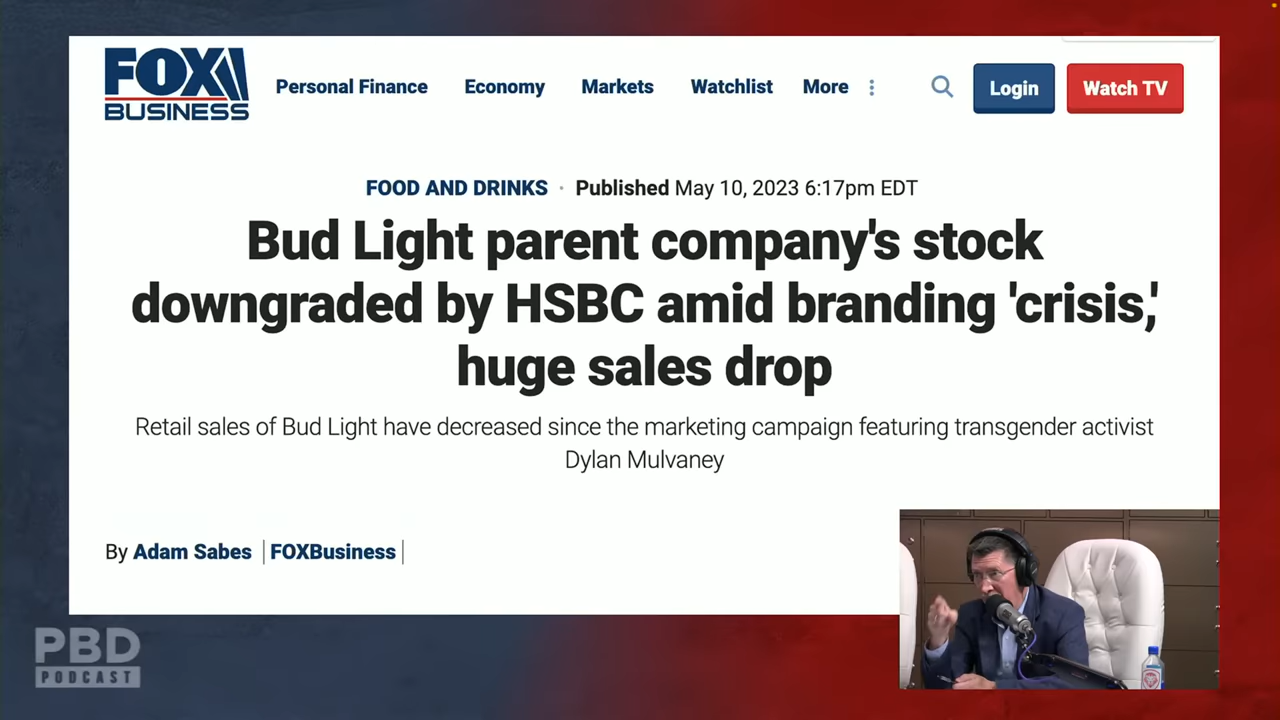 FOX
BUSINESS
Personal Finance Economy Markets Watchlist More Login Watch TV
FOOD AND DRINKS · Published May 10, 2023 6:17pm EDT
Bud Light parent company's stock
downgraded by HSBC amid branding 'crisis,'
huge sales drop
Retail sales of Bud Light have decreased since the marketing campaign featuring transgender activist
Dylan Mulvaney
By Adam Sabes | FOXBusiness |
PBD
PODCAST